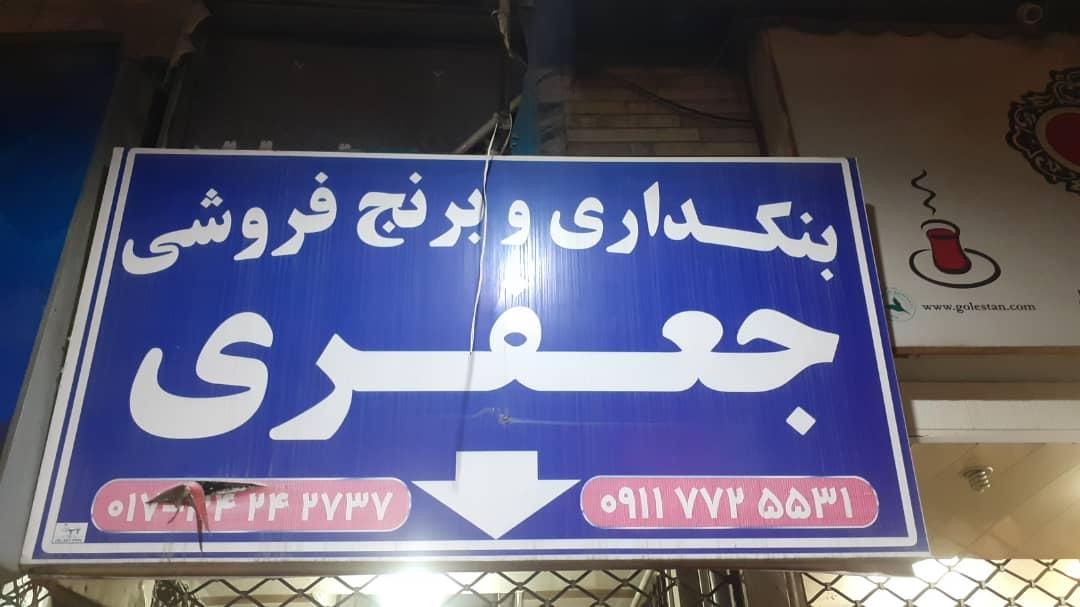 بنکداری و برنج فروشی
جعفری
۰۹۱۱ ۷۷۲ ۵۵۳۱
۲۴ ۲۷۳۷
www.golestan.com